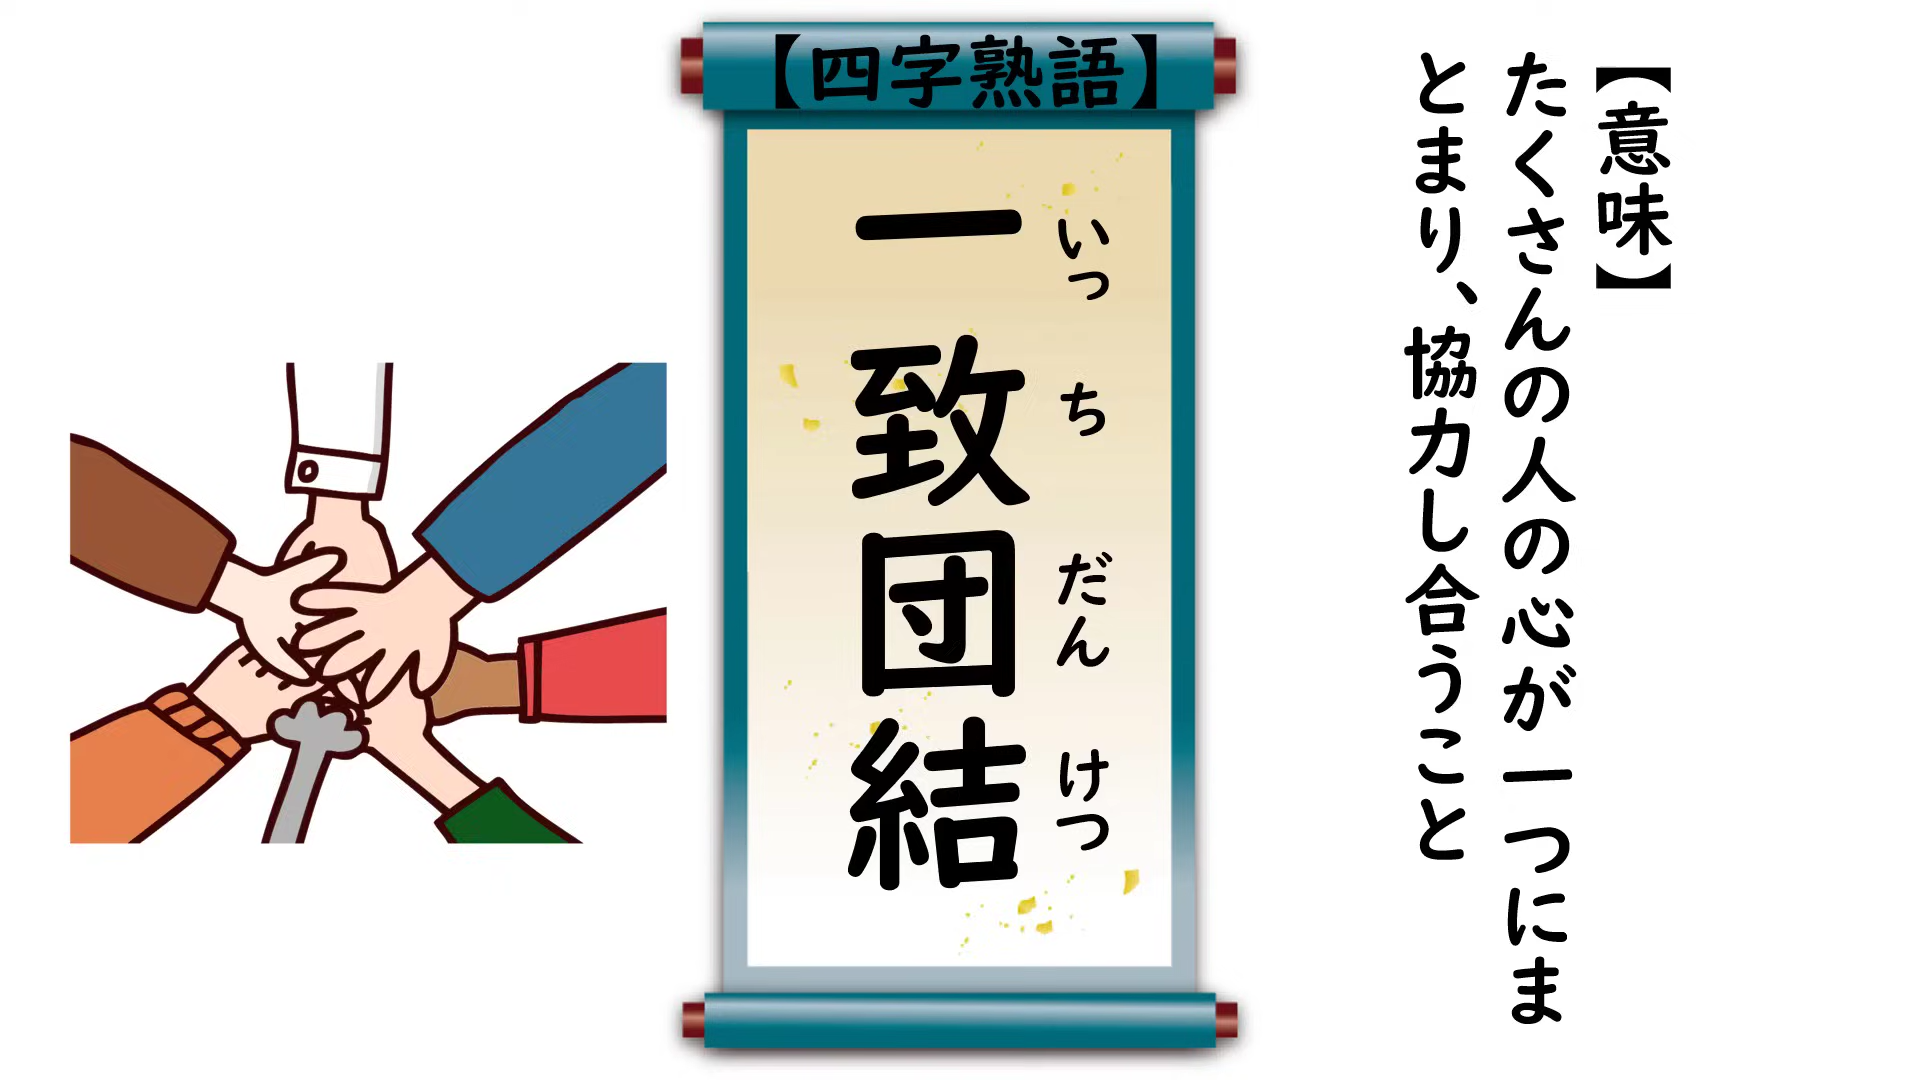 【意味】
たくさんの人の心が一つにま
とまり、協力し合うこと
【四字熟語】
いっ ち だん けつ
一致団結